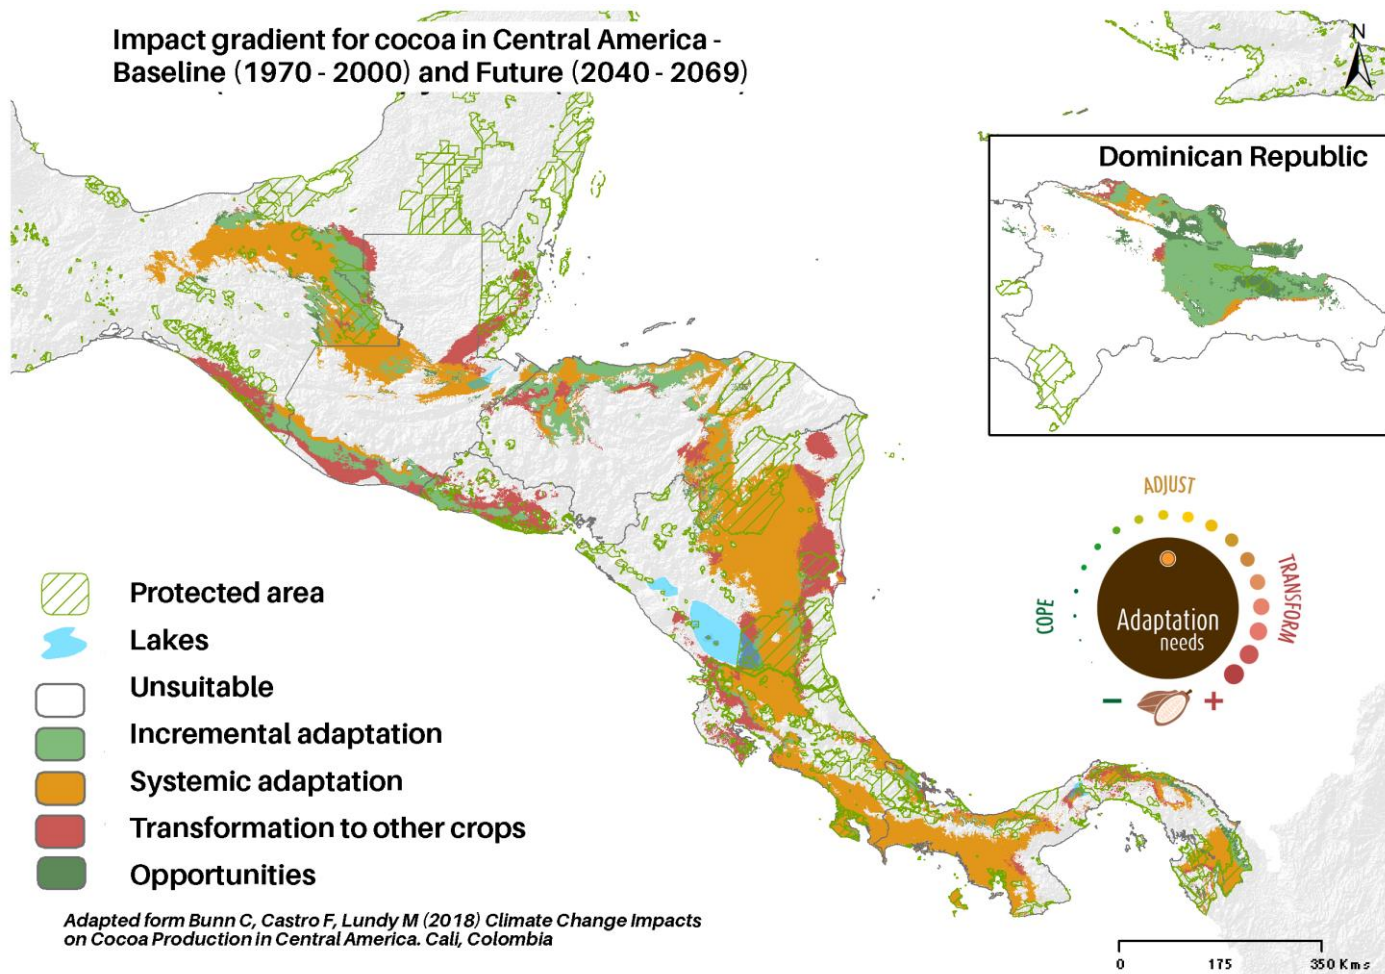 Impact gradient for cocoa in Central America -
Baseline (1970 - 2000) and Future (2040 - 2069)
N
Dominican Republic
ADJUST
TRANSFORM
COPE
Adaptation
needs
- +
Protected area
Lakes
Unsuitable
Incremental adaptation
Systemic adaptation
Transformation to other crops
Opportunities
Adapted form Bunn C, Castro F, Lundy M (2018) Climate Change Impacts
on Cocoa Production in Central America. Cali, Colombia
0 175 350 Kms